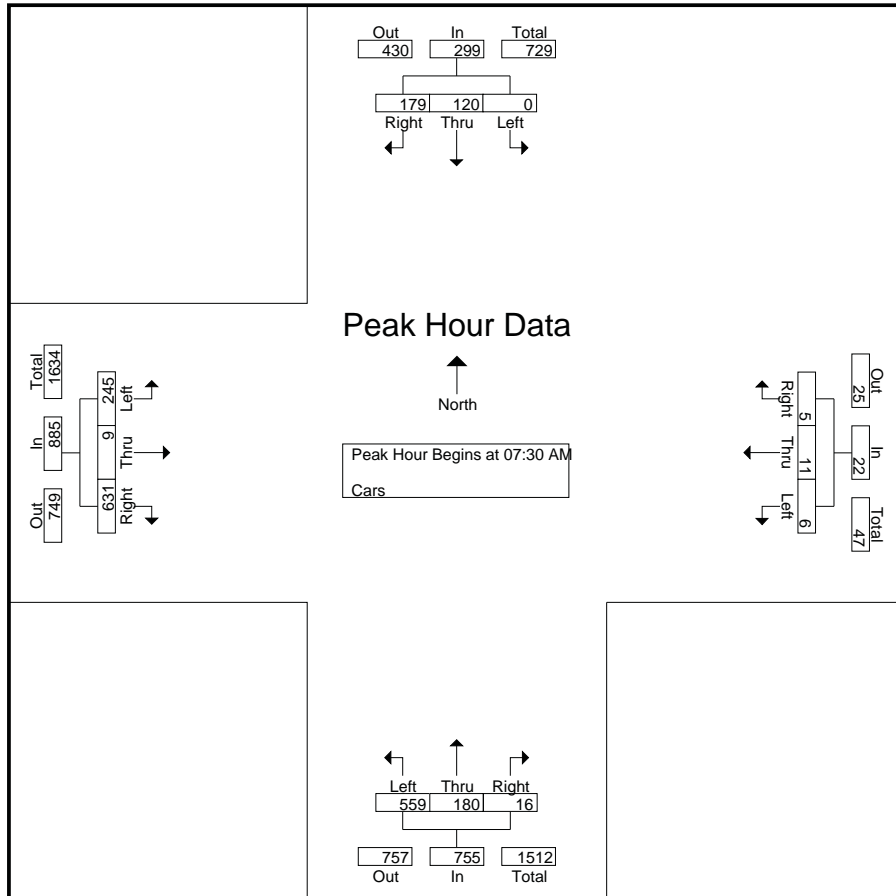 Out In Total
430 299 729
179 120 0
Right Thru Left
Peak Hour Data
North
Peak Hour Begins at 07:30 AM
Cars
Total In Out
1634 885 749
245 9 631
Left Thru Right
Right Thru Left
5 11 6
25 22 47
Out In Total
Left Thru Right
559 180 16
757 755 1512
Out In Total